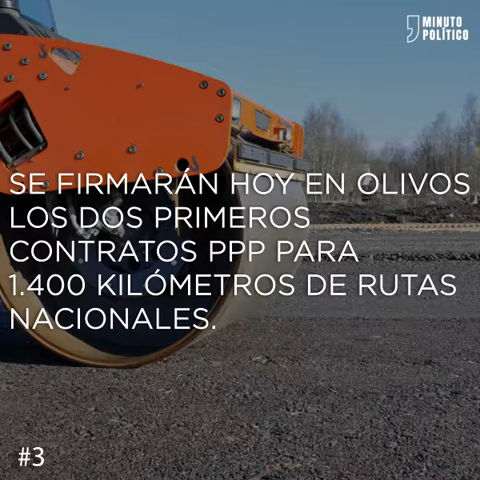 MINUTO
POLÍTICO
SE FIRMARÁN HOY EN OLIVOS
LOS DOS PRIMEROS
CONTRATOS PPP PARA
1.400 KILÓMETROS DE RUTAS
NACIONALES.
#3